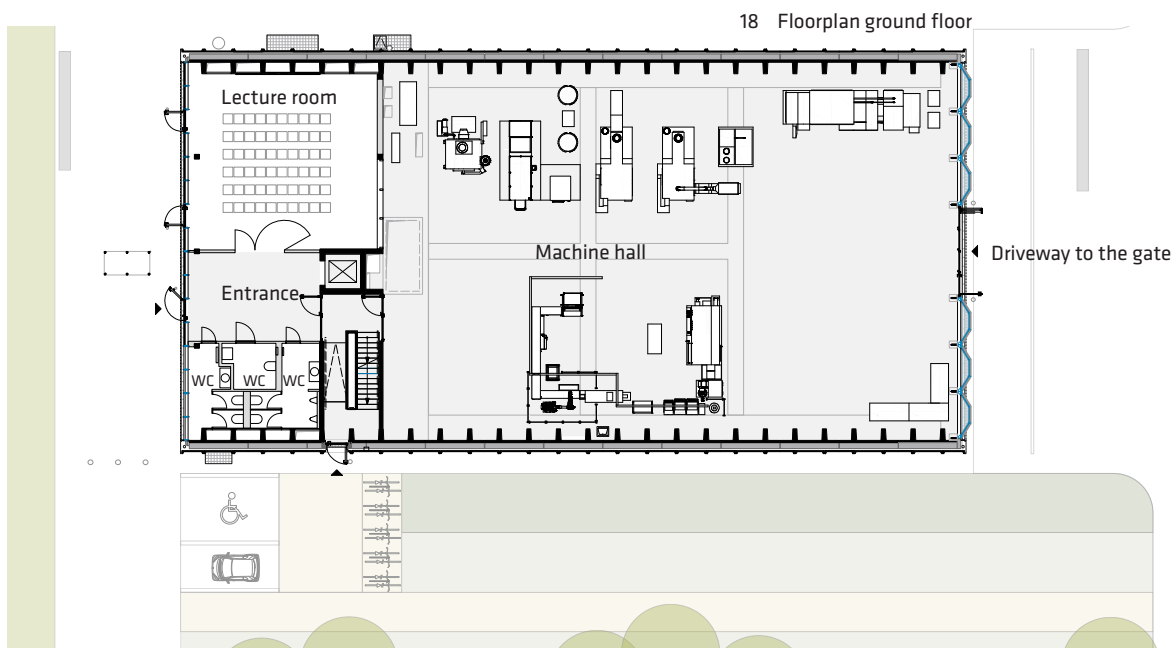 18 Floorplan ground floor
Lecture room
Machine hall
Driveway to the gate
Entrance
WC
WC
WC